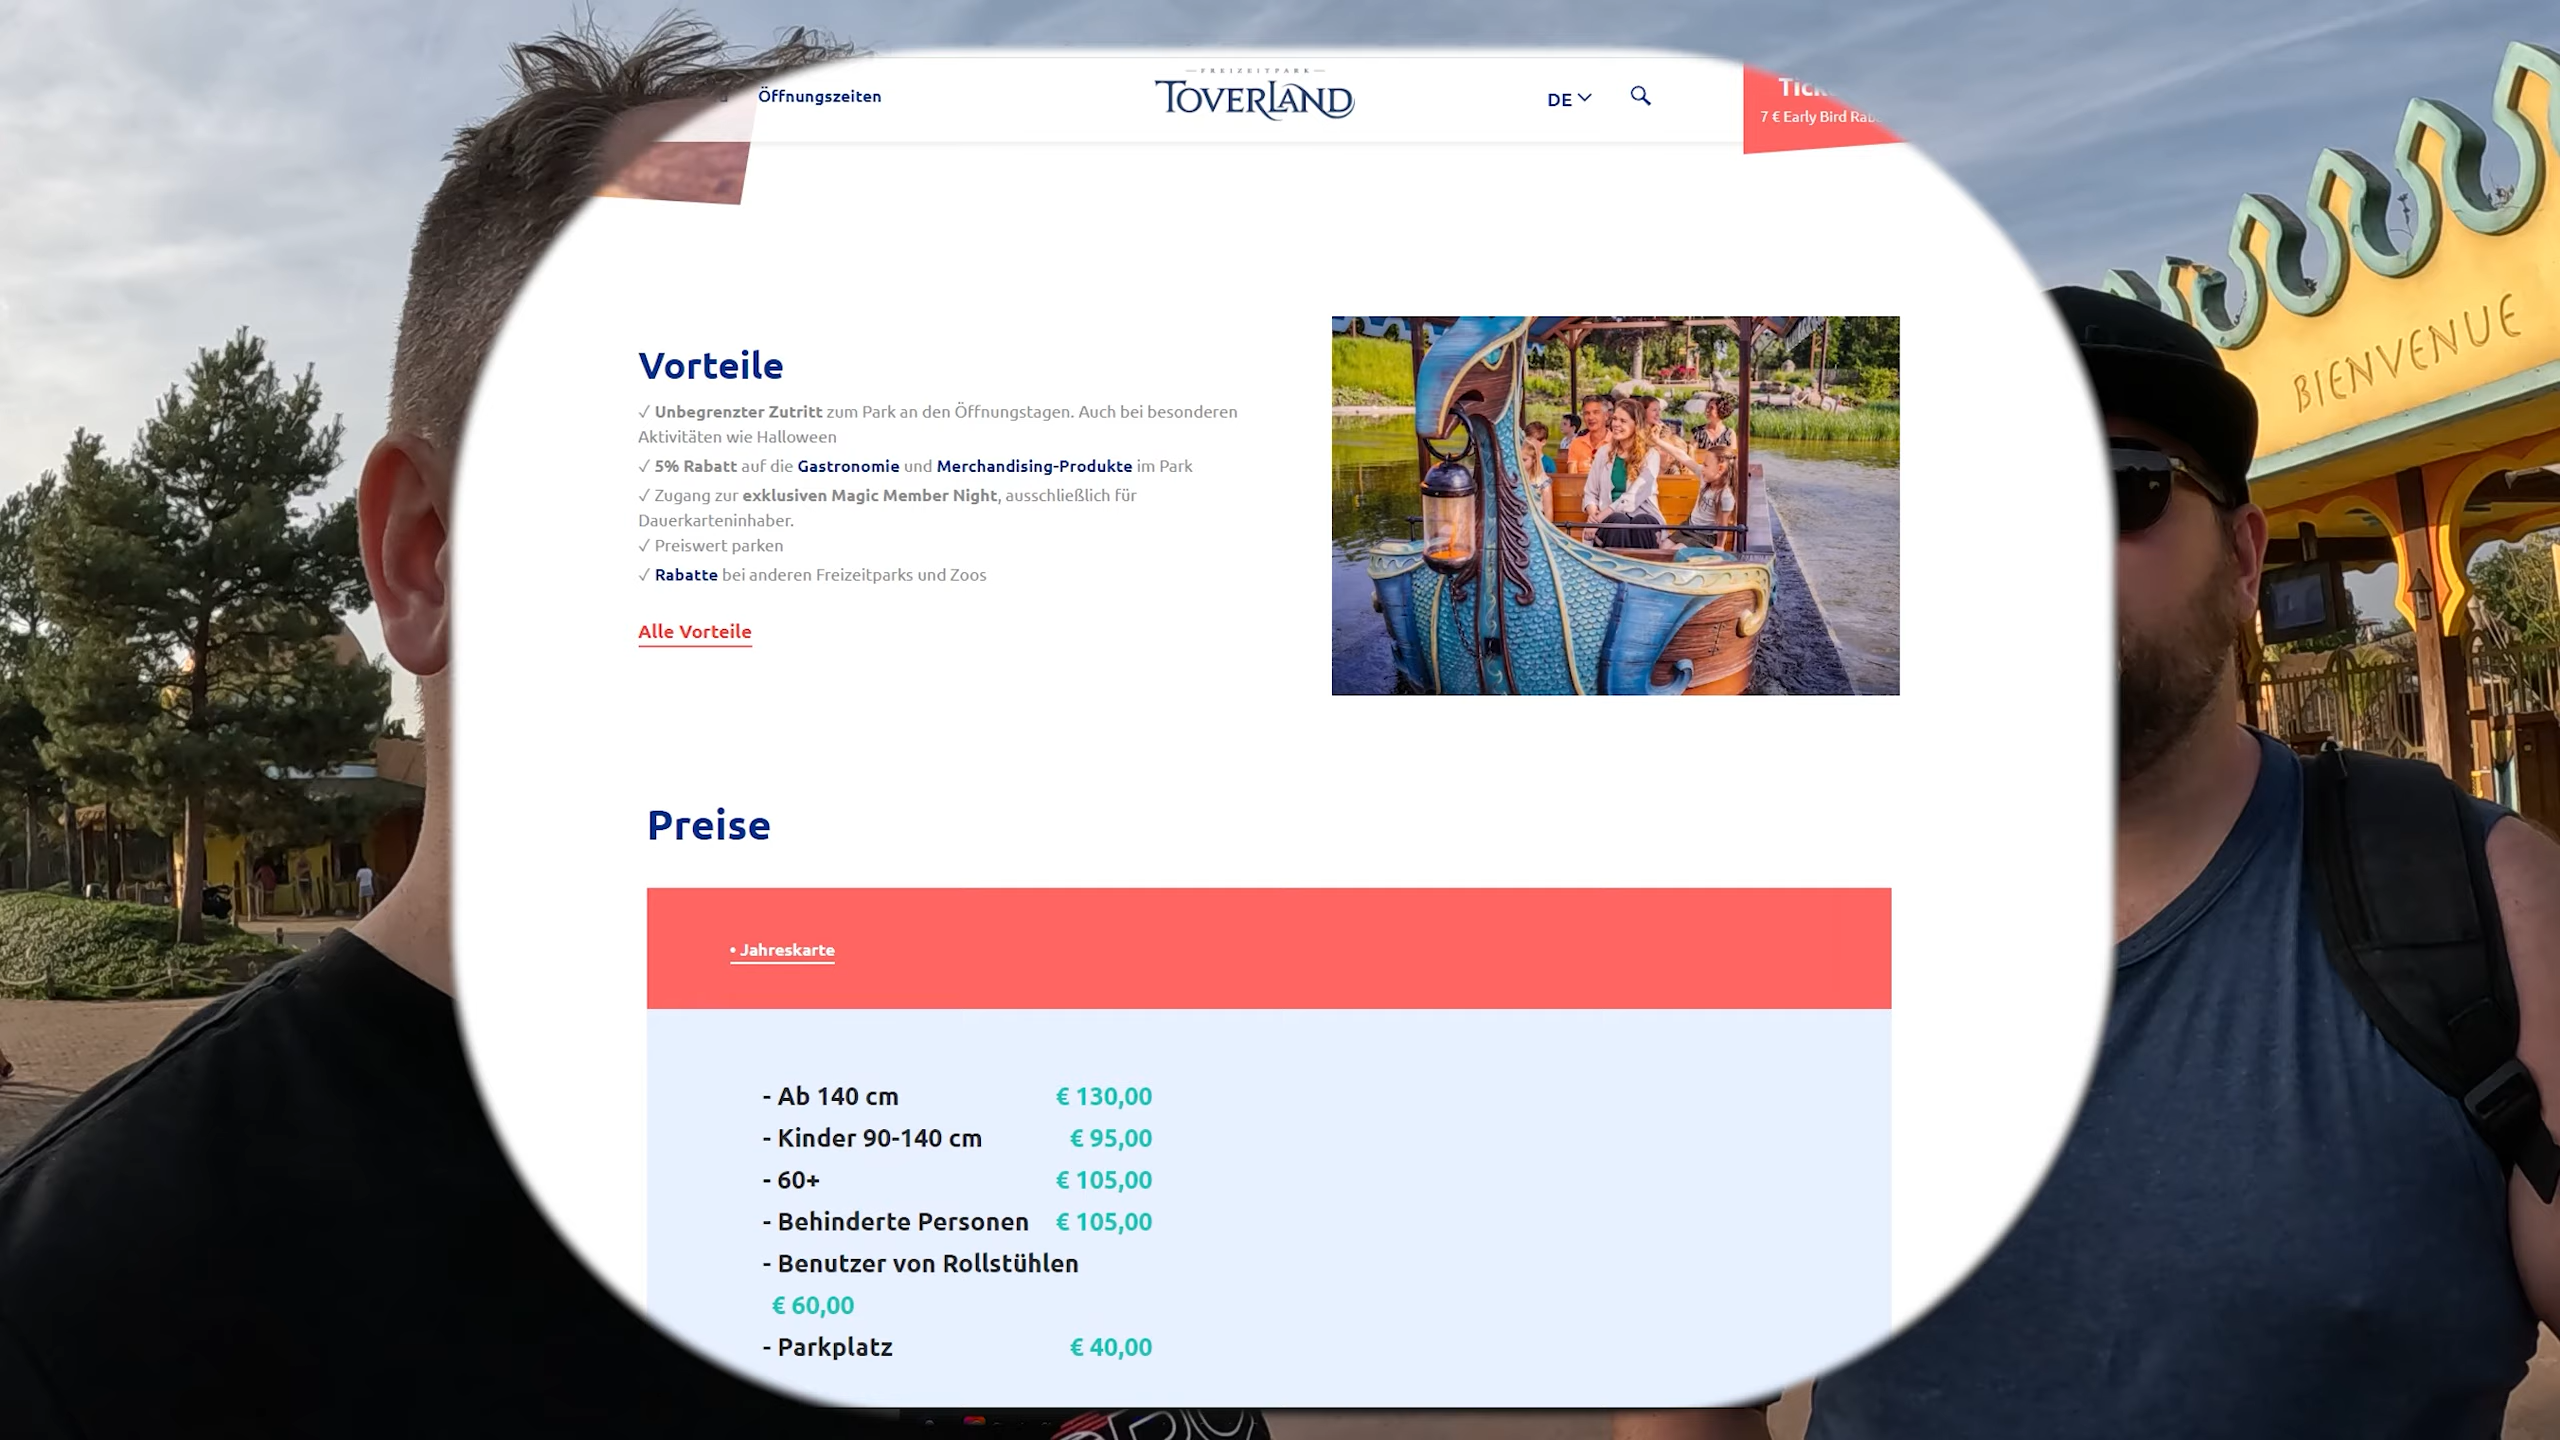 FREIZEITPARK
Öffnungszeiten
TOVERLAND
DE
7 € Early Bird
BIENVENUE
Vorteile
✓ Unbegrenzter Zutritt zum Park an den Öffnungstagen. Auch bei besonderen
Aktivitäten wie Halloween
✓ 5% Rabatt auf die Gastronomie und Merchandising-Produkte im Park
✓ Zugang zur exklusiven Magic Member Night, ausschließlich für
Dauerkarteninhaber.
✓ Preiswert parken
✓ Rabatte bei anderen Freizeitparks und Zoos
Alle Vorteile
Preise
• Jahreskarte
- Ab 140 cm € 130,00
- Kinder 90-140 cm € 95,00
- 60+ € 105,00
- Behinderte Personen € 105,00
- Benutzer von Rollstühlen
€ 60,00
- Parkplatz € 40,00